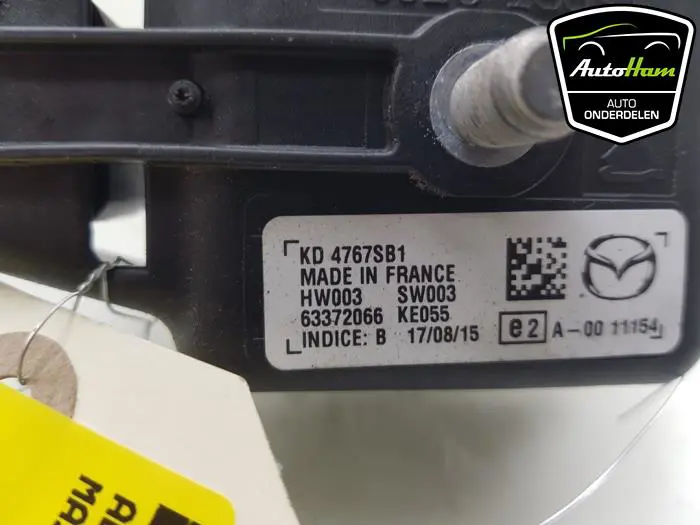 AutoHam
AUTO
ONDERDELEN
KD 4767SB1
MADE IN FRANCE
HW003 SW003
63372066 KE055
INDICE: B 17/08/15
e2 A-00 11154